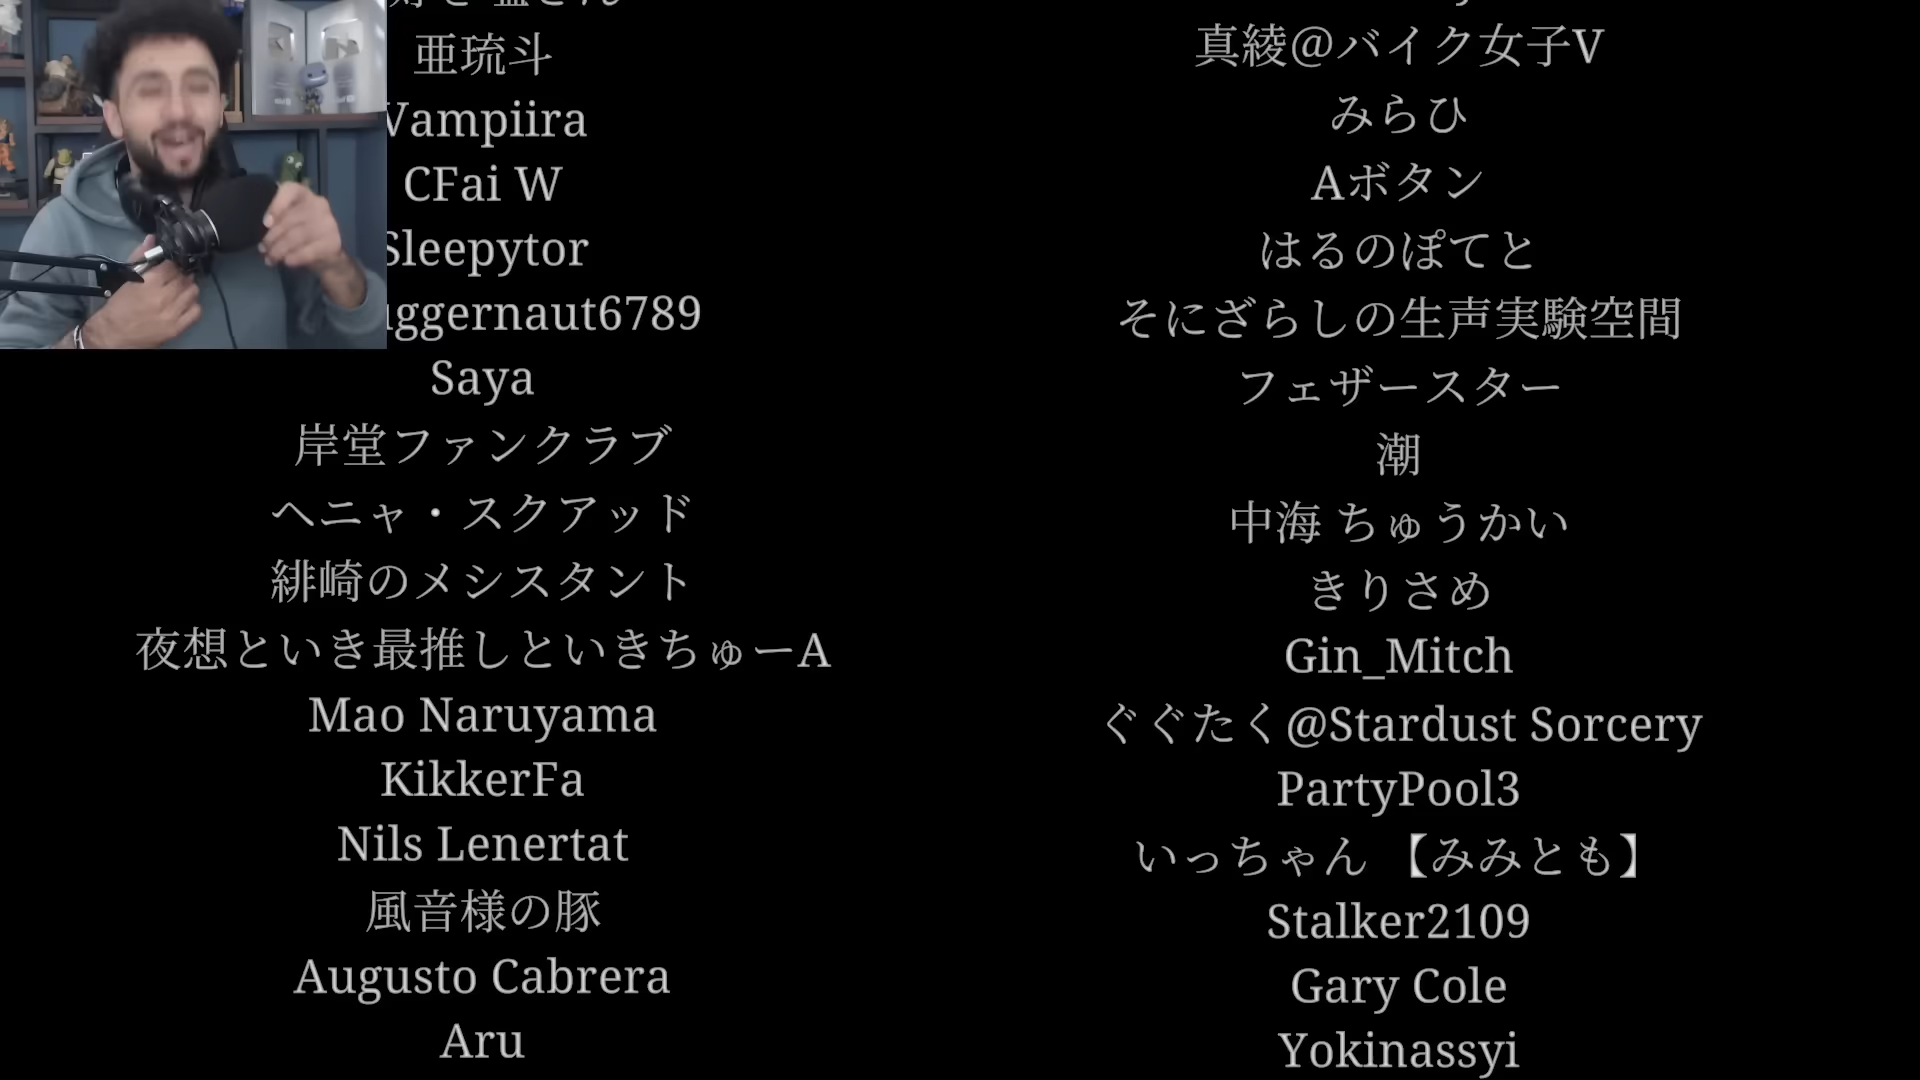 亜琉斗
Vampiira
CFai W
Sleepytor
ggernaut6789
Saya
岸堂ファンクラブ
ヘニャ・スクアッド
緋崎のメシスタント
夜想といき最推しといきちゅーA
Mao Naruyama
KikkerFa
Nils Lenertat
風音様の豚
Augusto Cabrera
Aru
真綾@バイク女子V
みらひ
Aボタン
はるのぽてと
そにざらしの生声実験空間
フェザースター
潮
中海 ちゅうかい
きりさめ
Gin_Mitch
ぐぐたく@Stardust Sorcery
PartyPool3
いっちゃん 【みみとも】
Stalker2109
Gary Cole
Yokinassyi